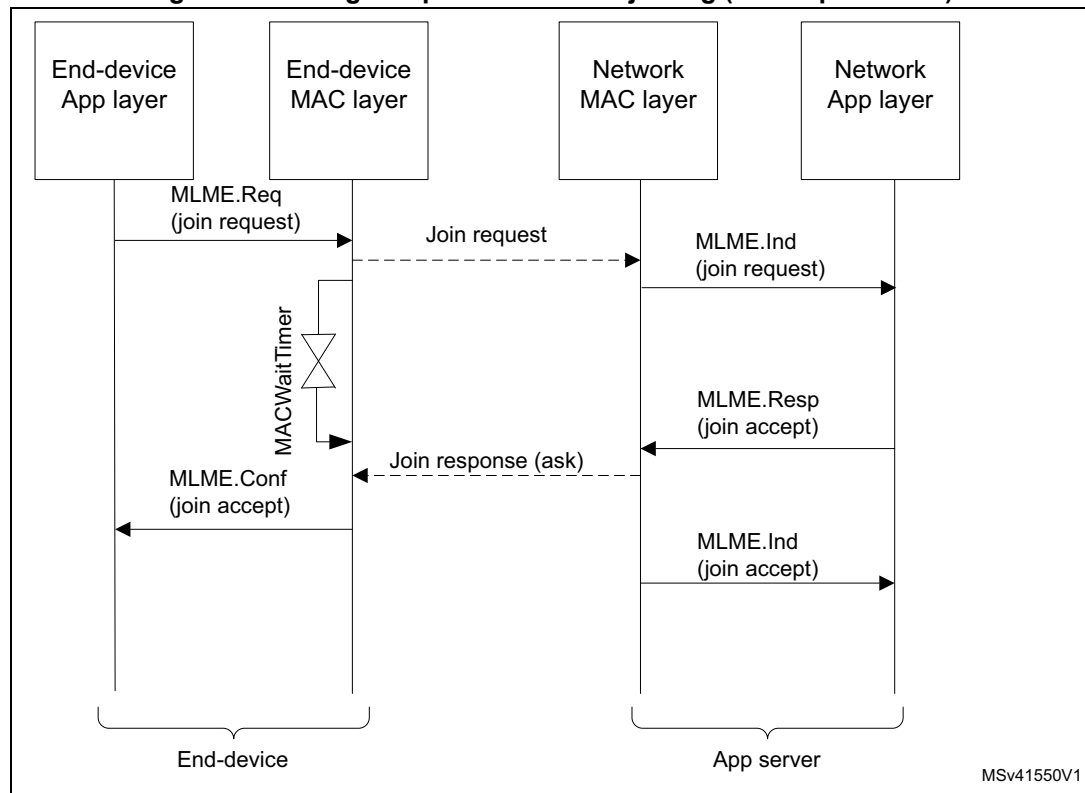 End-device
App layer
End-device
MAC layer
Network
MAC layer
Network
App layer
MLME.Req
(join request)
Join request
MLME.Ind
(join request)
MACWaitTimer
MLME.Resp
(join accept)
Join response (ask)
MLME.Conf
(join accept)
MLME.Ind
(join accept)
End-device
App server
MSv41550V1